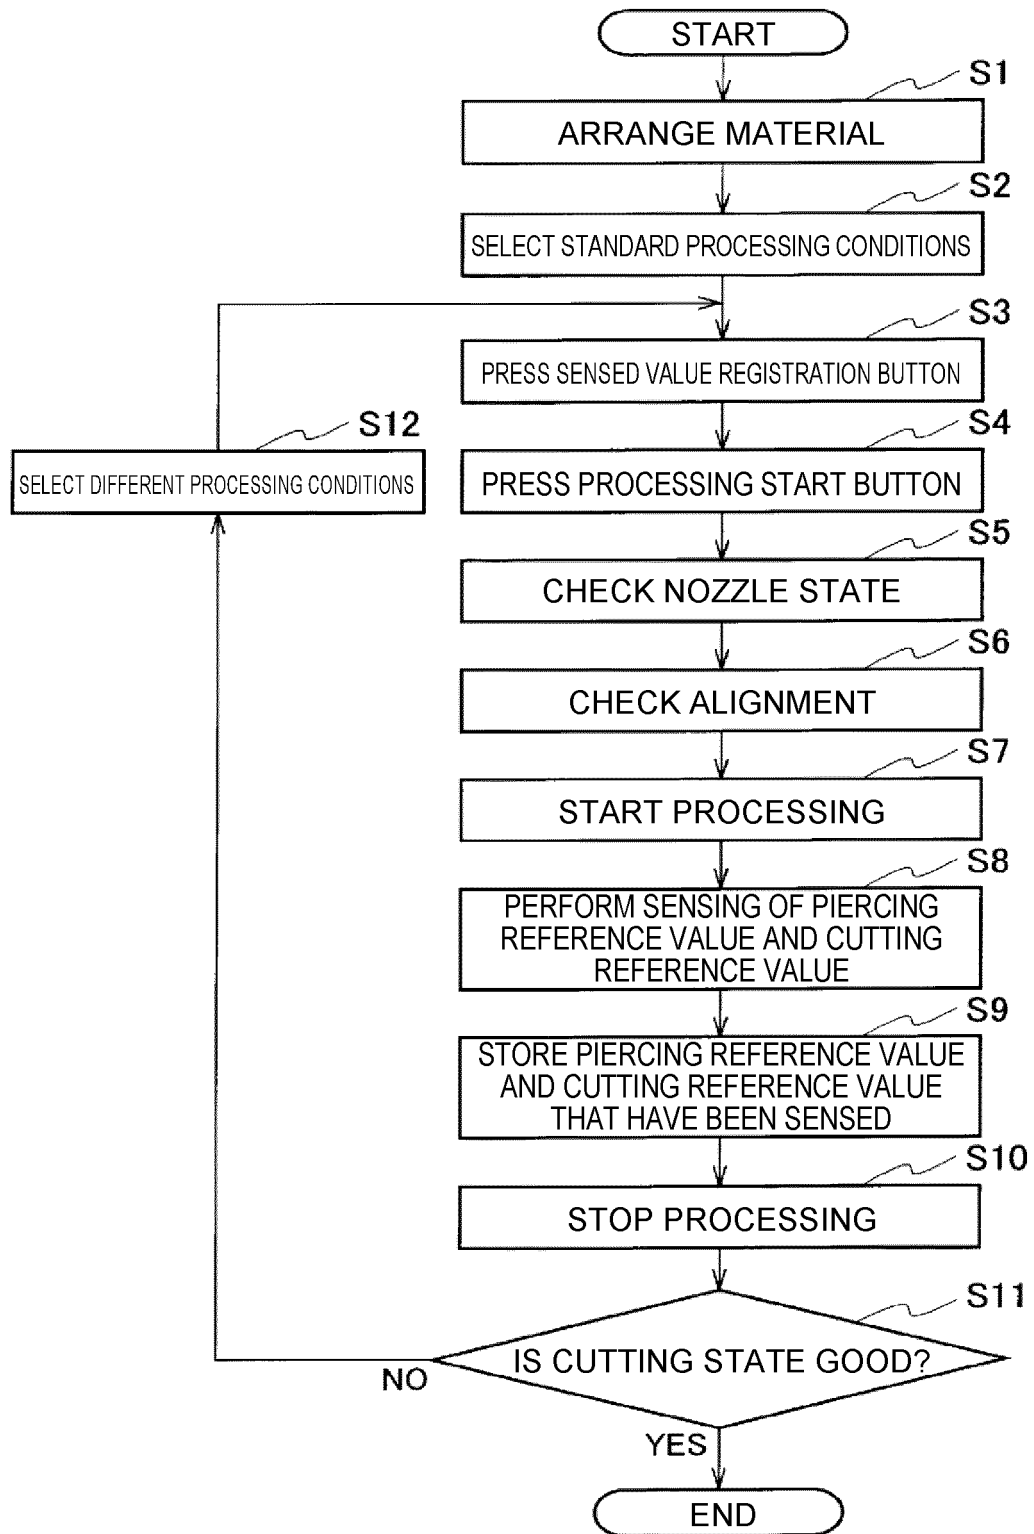 START
S1
ARRANGE MATERIAL
S2
SELECT STANDARD PROCESSING CONDITIONS
S3
PRESS SENSED VALUE REGISTRATION BUTTON
S12
SELECT DIFFERENT PROCESSING CONDITIONS
S4
PRESS PROCESSING START BUTTON
S5
CHECK NOZZLE STATE
S6
CHECK ALIGNMENT
S7
START PROCESSING
S8
PERFORM SENSING OF PIERCING
REFERENCE VALUE AND CUTTING
REFERENCE VALUE
S9
STORE PIERCING REFERENCE VALUE
AND CUTTING REFERENCE VALUE
THAT HAVE BEEN SENSED
S10
STOP PROCESSING
S11
IS CUTTING STATE GOOD?
NO
YES
END